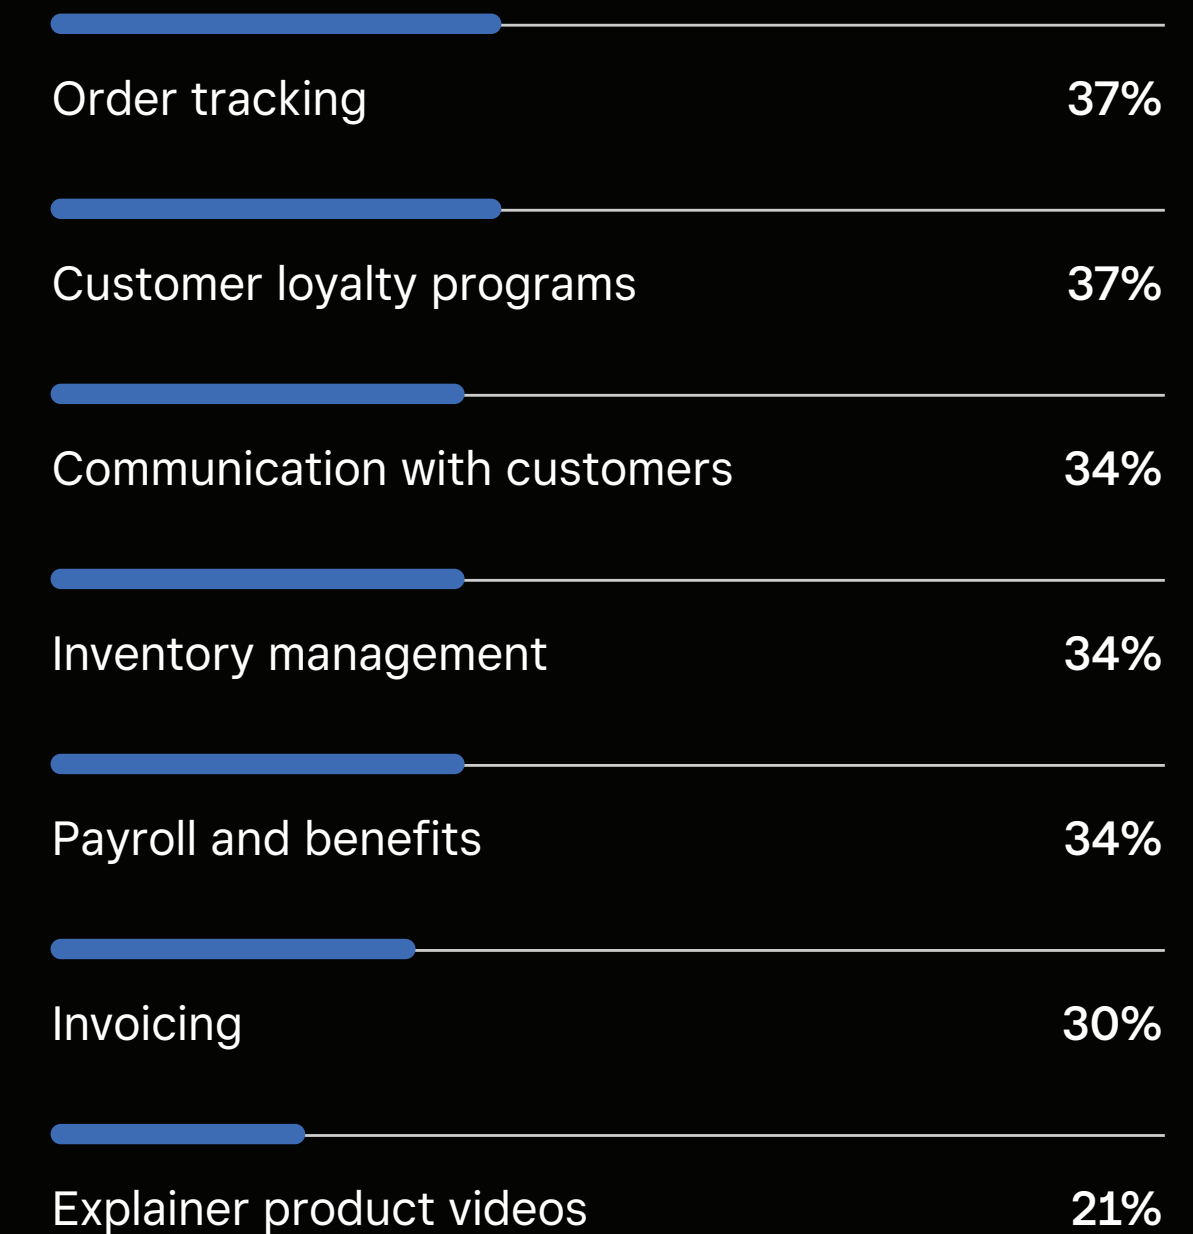 Order tracking 37%
Customer loyalty programs 37%
Communication with customers 34%
Inventory management 34%
Payroll and benefits 34%
Invoicing 30%
Explainer product videos 21%